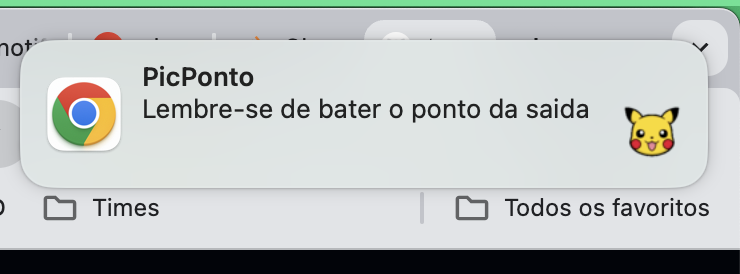 PicPonto
Lembre-se de bater o ponto da saida
Times
Todos os favoritos